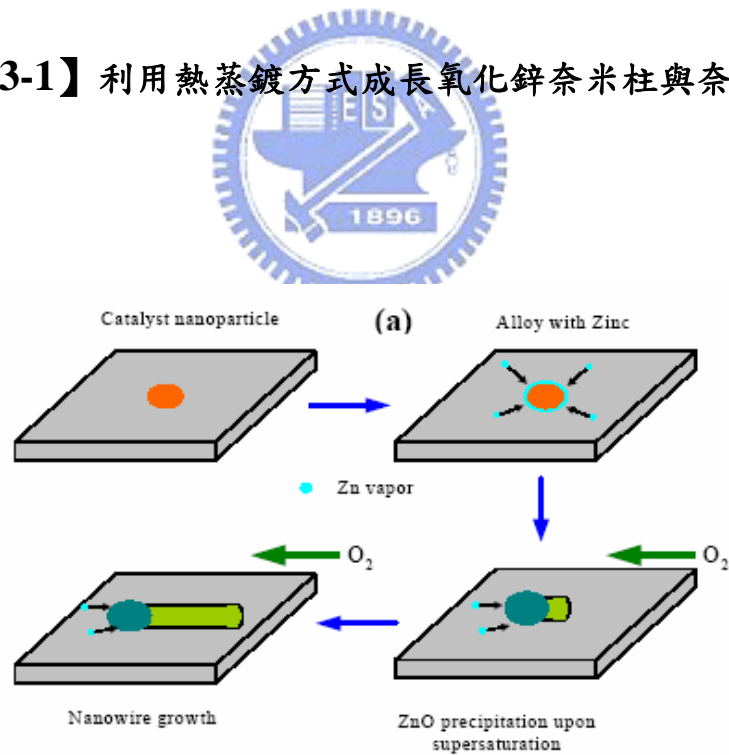 3-1】利用熱蒸鍍方式成長氧化鋅奈米柱與奈
ES
A
1896
Catalyst nanoparticle
(a)
Alloy with Zinc
Zn vapor
O₂
O₂
Nanowire growth
ZnO precipitation upon
supersaturation